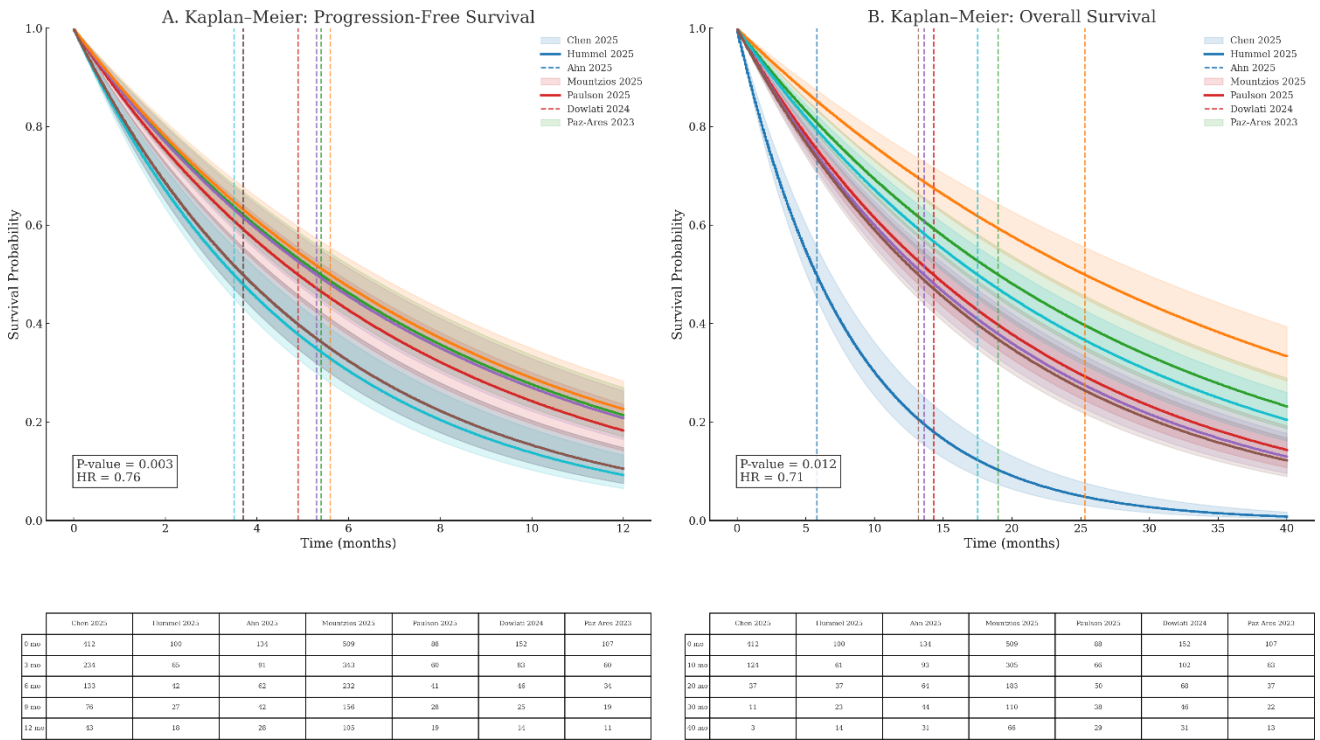 A. Kaplan–Meier: Progression-Free Survival
1.0
0.8
0.6
0.4
0.2
0.0
Survival Probability
Chen 2025
Hummel 2025
Ahn 2025
Mountzios 2025
Paulson 2025
Dowlati 2024
Paz-Ares 2023
P-value = 0.003
HR = 0.76
0 2 4 6 8 10 12
Time (months)
B. Kaplan–Meier: Overall Survival
1.0
0.8
0.6
0.4
0.2
0.0
Survival Probability
Chen 2025
Hummel 2025
Ahn 2025
Mountzios 2025
Paulson 2025
Dowlati 2024
Paz-Ares 2023
P-value = 0.012
HR = 0.71
0 5 10 15 20 25 30 35 40
Time (months)
Chen 2025 Hummel 2025 Ahn 2025 Mountzios 2025 Paulson 2025 Dowlati 2024 Paz Ares 2023
0 mo 412 100 134 509 88 152 107
3 mo 234 65 91 343 60 83 60
6 mo 133 42 62 232 41 46 34
9 mo 76 27 42 156 28 25 19
12 mo 43 18 28 105 19 14 11
Chen 2025 Hummel 2025 Ahn 2025 Mountzios 2025 Paulson 2025 Dowlati 2024 Paz Ares 2023
0 mo 412 100 134 509 88 152 107
10 mo 124 61 93 305 66 102 63
20 mo 37 37 64 183 50 68 37
30 mo 11 23 44 110 38 46 22
40 mo 3 14 31 66 29 31 13